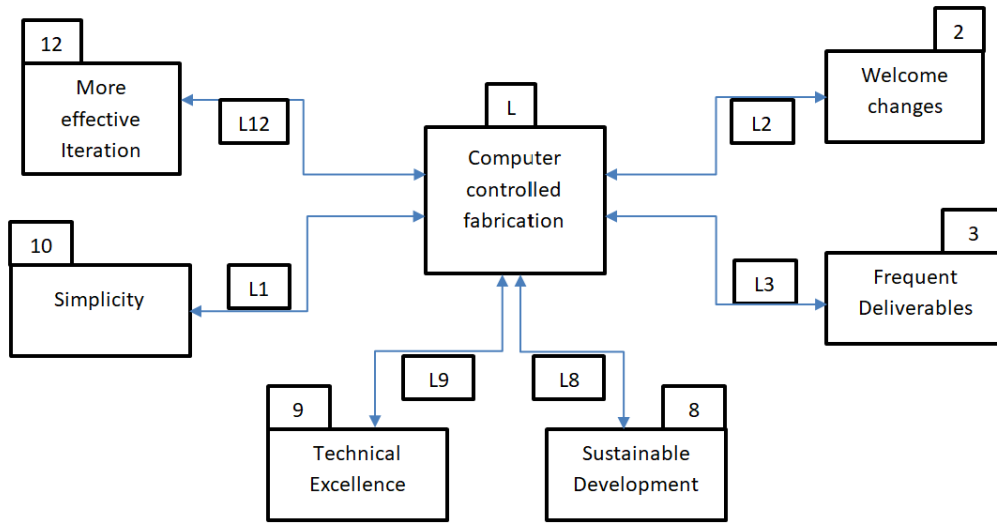 12
More
effective
Iteration
L12
L
Computer
controlled
fabrication
2
Welcome
changes
L2
10
Simplicity
L1
3
Frequent
Deliverables
L3
9
Technical
Excellence
L9
L8
8
Sustainable
Development